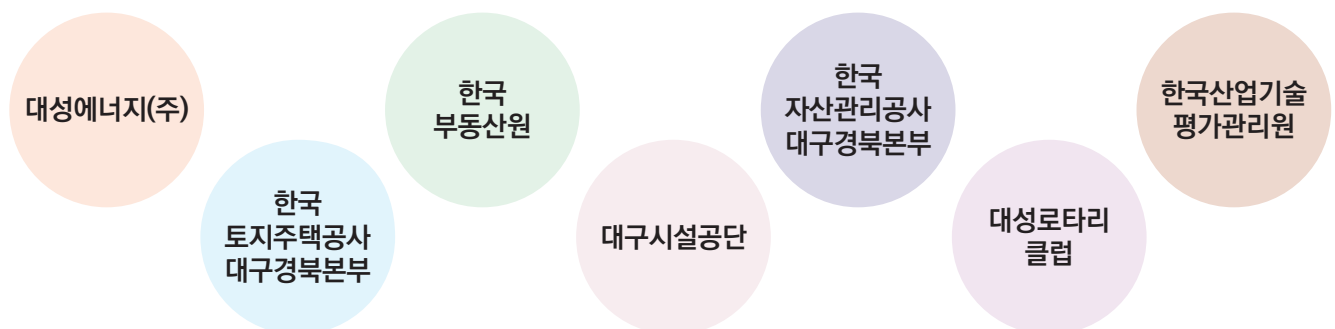 대성에너지(주)
한국
토지주택공사
대구경북본부
한국
부동산원
대구시설공단
한국
자산관리공사
대구경북본부
대성로타리
클럽
한국산업기술
평가관리원